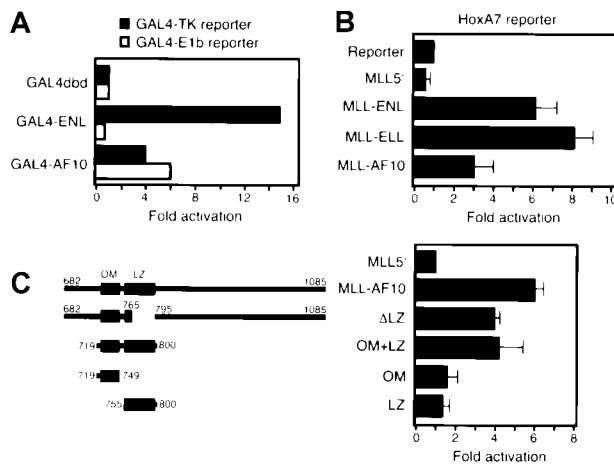 A
GAL4-TK reporter
GAL4-E1b reporter
GAL4dbd
GAL4-ENL
GAL4-AF10
0 4 8 12 16
Fold activation
B
HoxA7 reporter
Reporter
MLL5'
MLL-ENL
MLL-ELL
MLL-AF10
0 2 4 6 8 10
Fold activation
C
OM LZ
682 1085
682 765 795 1085
719 800
719 749
755 800
MLL5'
MLL-AF10
ΔLZ
OM+LZ
OM
LZ
0 2 4 6 8
Fold activation